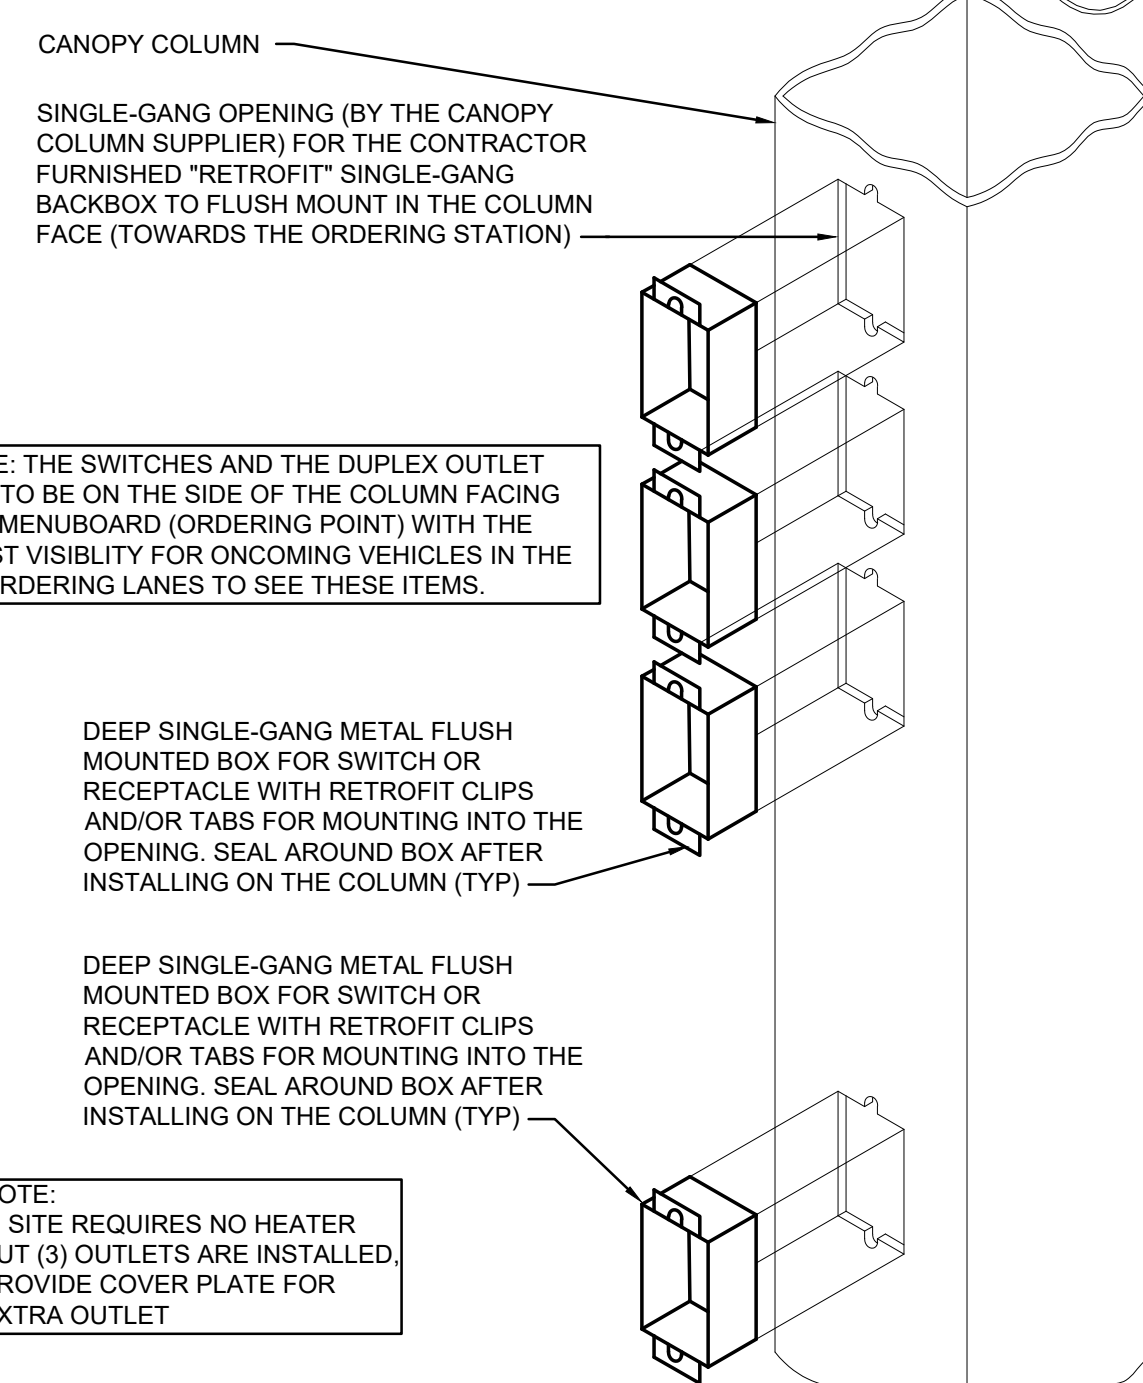 CANOPY COLUMN
SINGLE-GANG OPENING (BY THE CANOPY
COLUMN SUPPLIER) FOR THE CONTRACTOR
FURNISHED "RETROFIT" SINGLE-GANG
BACKBOX TO FLUSH MOUNT IN THE COLUMN
FACE (TOWARDS THE ORDERING STATION)
E: THE SWITCHES AND THE DUPLEX OUTLET
TO BE ON THE SIDE OF THE COLUMN FACING
MENUBOARD (ORDERING POINT) WITH THE
ST VISIBLITY FOR ONCOMING VEHICLES IN THE
RDERING LANES TO SEE THESE ITEMS.
DEEP SINGLE-GANG METAL FLUSH
MOUNTED BOX FOR SWITCH OR
RECEPTACLE WITH RETROFIT CLIPS
AND/OR TABS FOR MOUNTING INTO THE
OPENING. SEAL AROUND BOX AFTER
INSTALLING ON THE COLUMN (TYP)
DEEP SINGLE-GANG METAL FLUSH
MOUNTED BOX FOR SWITCH OR
RECEPTACLE WITH RETROFIT CLIPS
AND/OR TABS FOR MOUNTING INTO THE
OPENING. SEAL AROUND BOX AFTER
INSTALLING ON THE COLUMN (TYP)
OTE:
SITE REQUIRES NO HEATER
UT (3) OUTLETS ARE INSTALLED,
ROVIDE COVER PLATE FOR
XTRA OUTLET